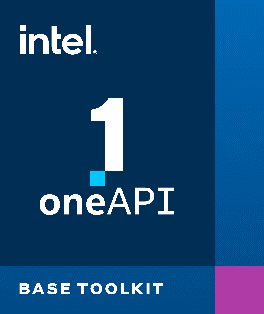 intel.
1
oneAPI
BASE TOOLKIT